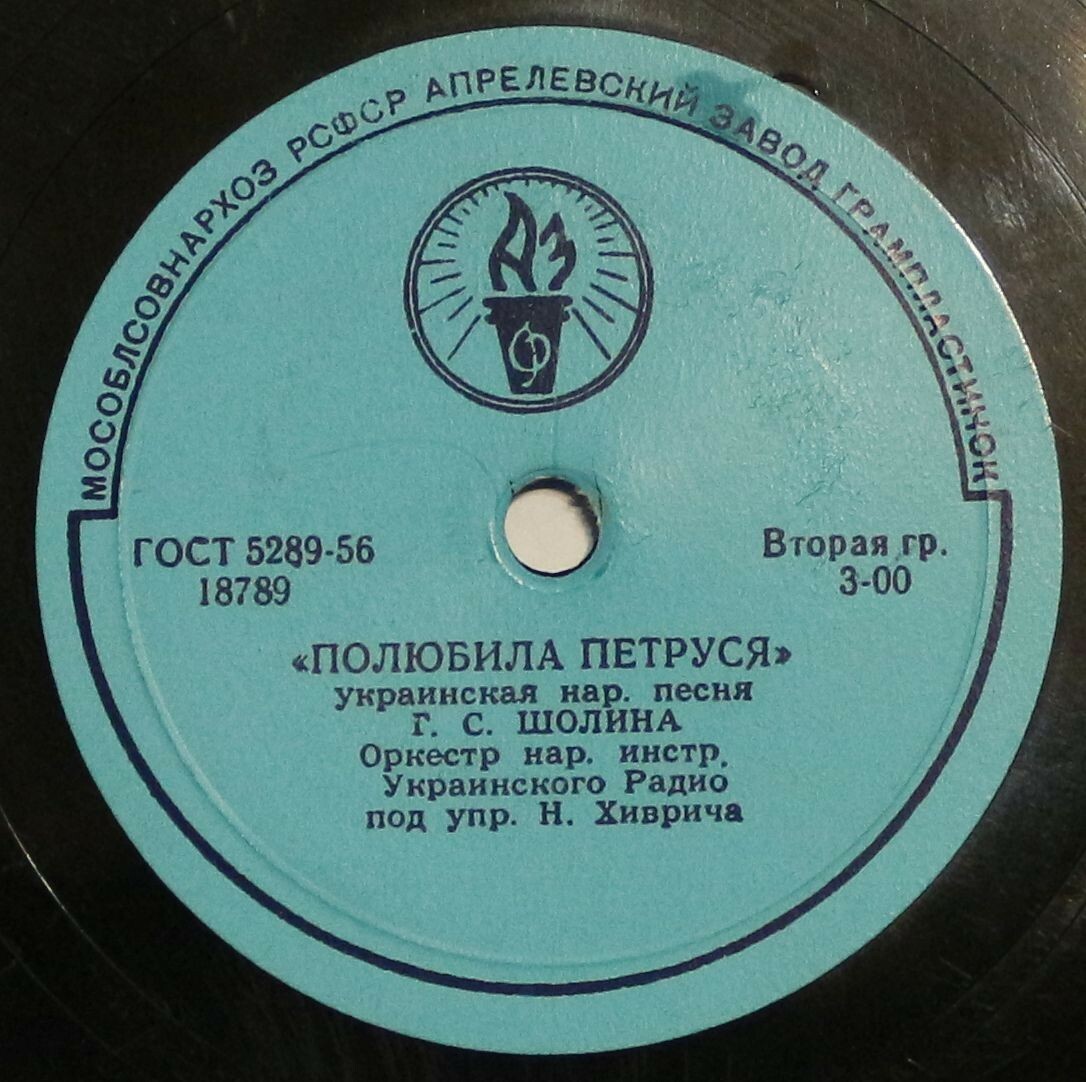 МОСОБЛСОВНАРХОЗ РСФСР АПРЕЛЕВСКИЙ ЗАВОД ГРАМПЛАСТИНОК
АЗ
Ф
ГОСТ 5289-56
18789
Вторая гр.
3-00
«ПОЛЮБИЛА ПЕТРУСЯ»
украинская нар. песня
Г. С. ШОЛИНА
Оркестр нар. инстр.
Украинского Радио
под упр. Н. Хиврича